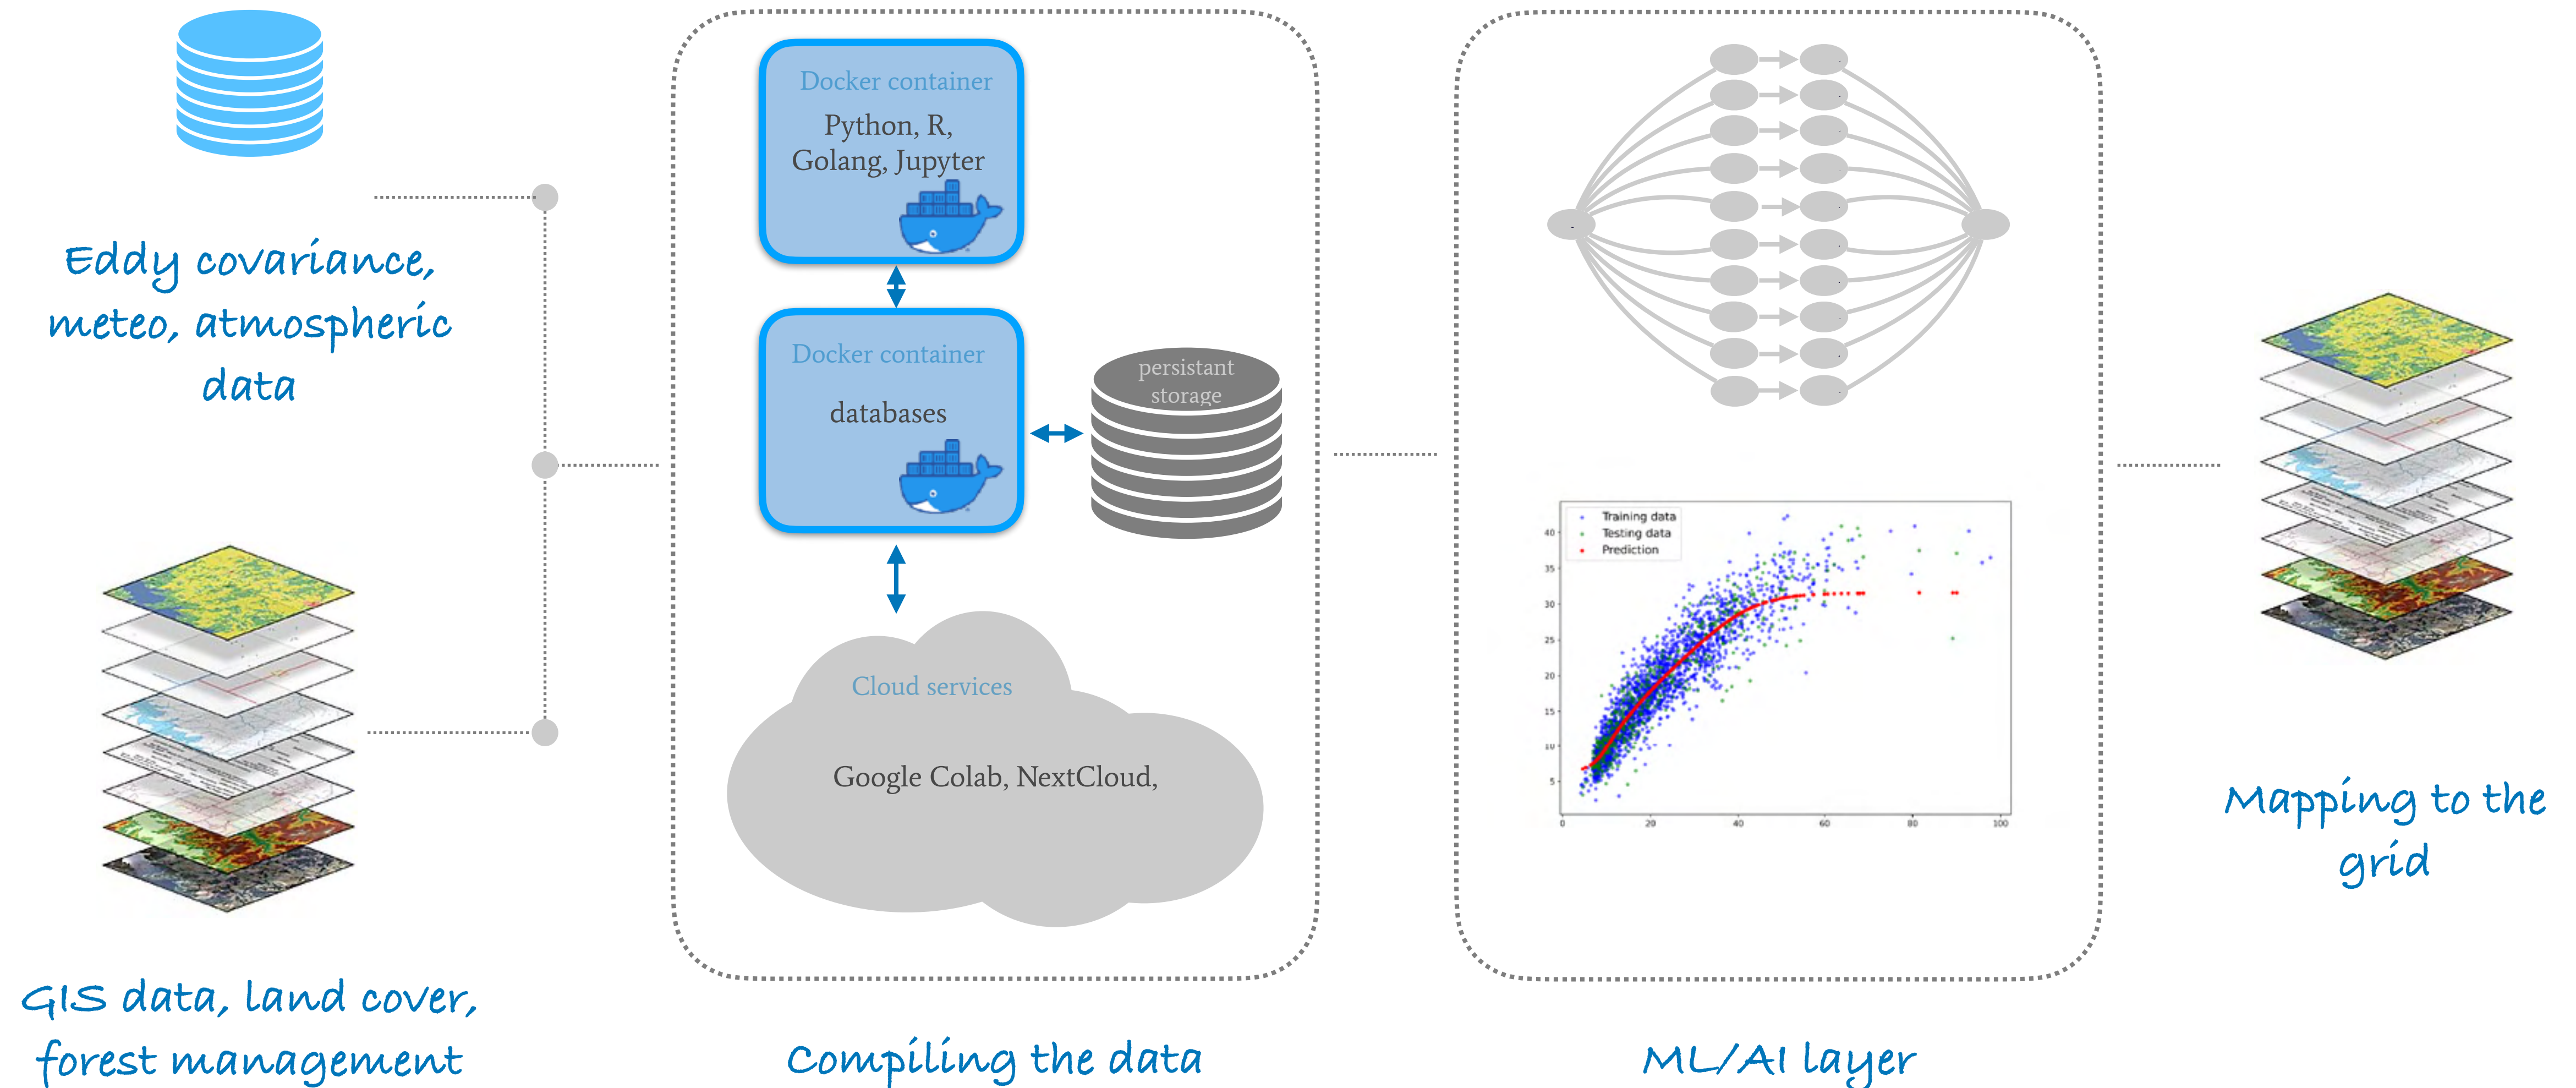 Eddy covariance,
meteo, atmospheric
data
GIS data, land cover,
forest management
Docker container
Python, R,
Golang, Jupyter
Docker container
databases
persistant
storage
Cloud services
Google Colab, NextCloud,
Compiling the data
Training data
Testing data
Prediction
40
35
30
25
20
15
10
5
0 20 40 60 80 100
ML/AI layer
Mapping to the
grid